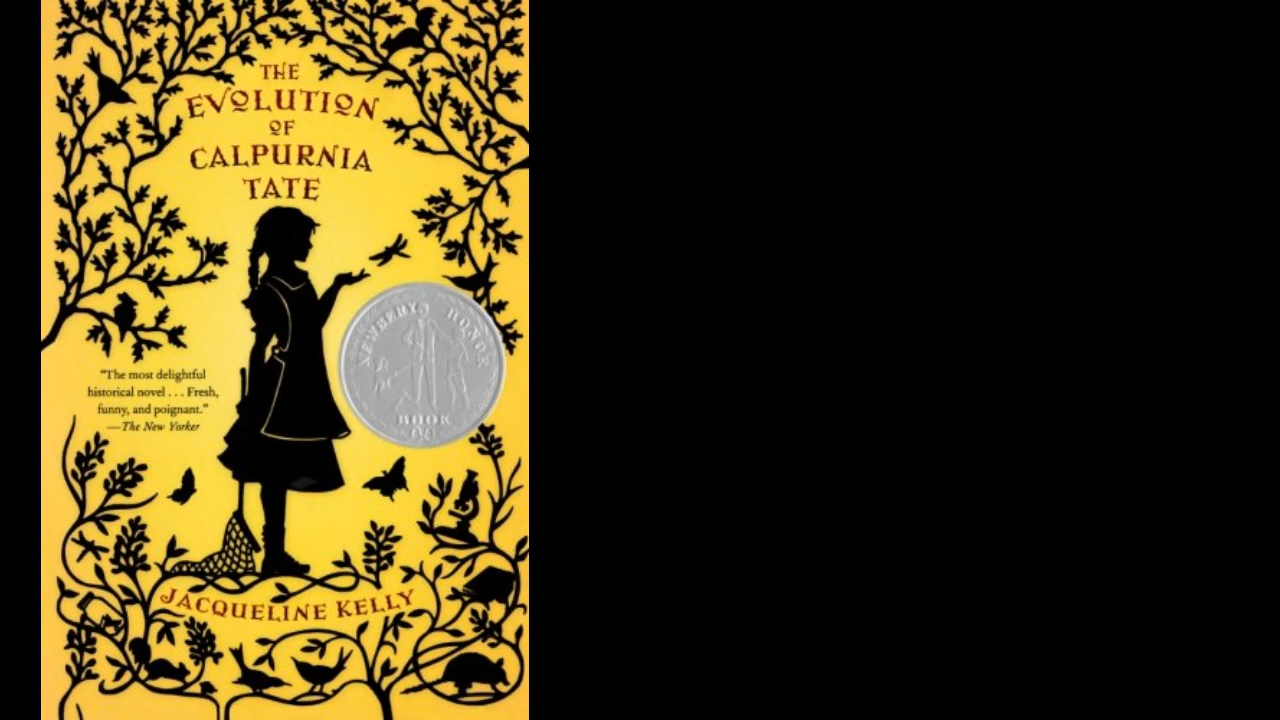 THE
EVOLUTION
OF
CALPURNIA
TATE
NEWBERY HONOR
BOOK
"The most delightful
historical novel . . . Fresh,
funny, and poignant."
—The New Yorker
JACQUELINE KELLY